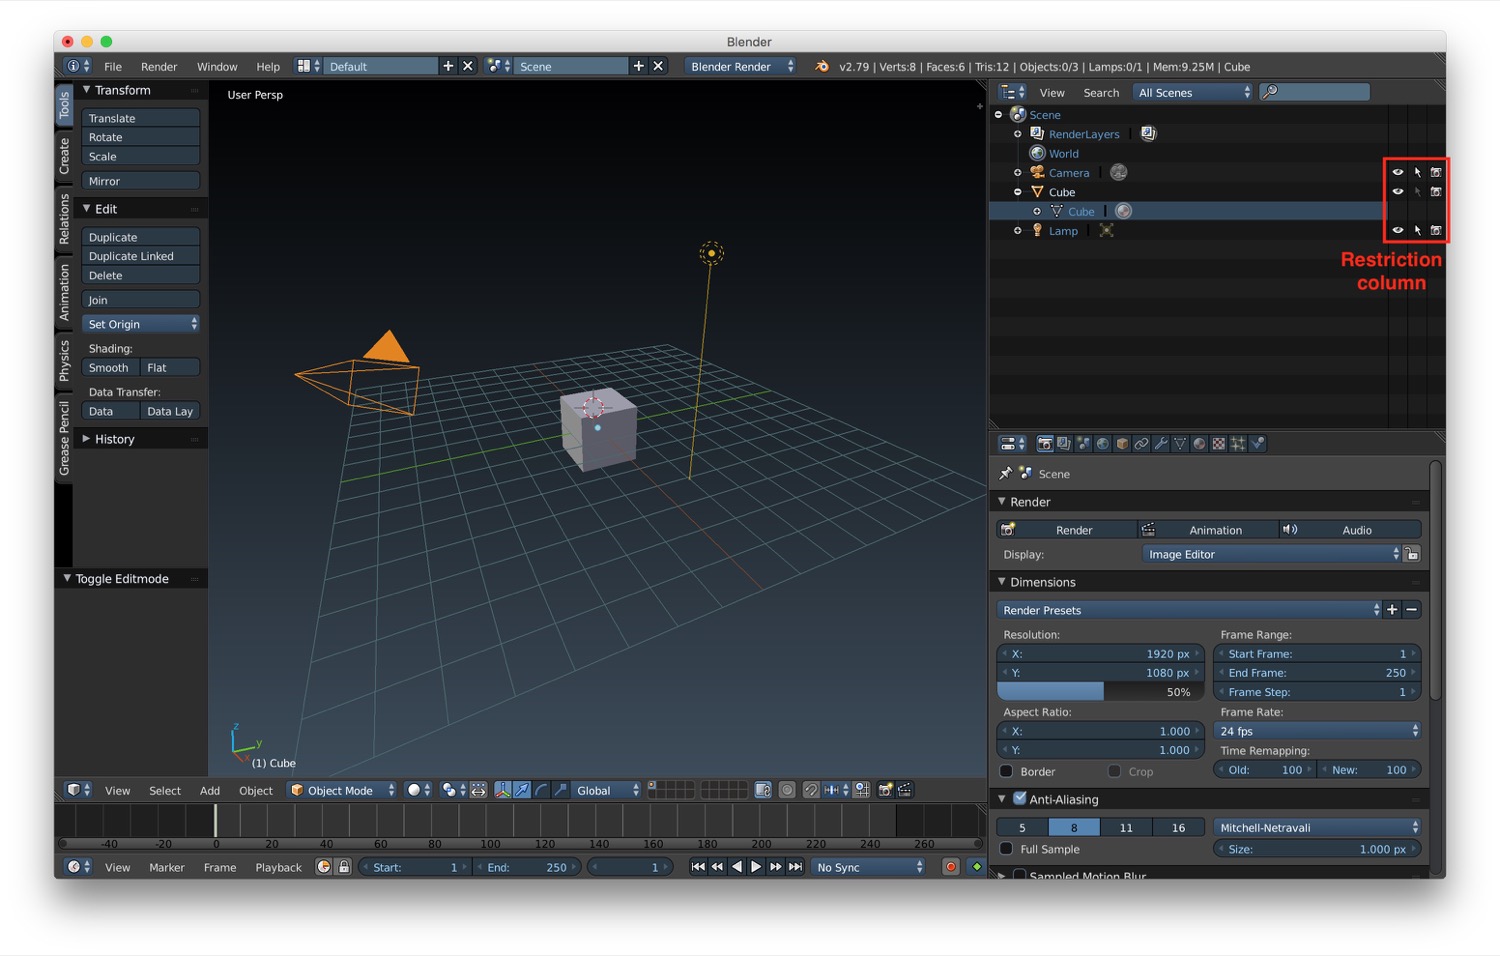 Blender
File Render Window Help Default Scene Blender Render v2.79 | Verts:8 | Faces:6 | Tris:12 | Objects:0/3 | Lamps:0/1 | Mem:9.25M | Cube
Tools
Create
Relations
Animation
Physics
Grease Pencil
Transform
Translate
Rotate
Scale
Mirror
Edit
Duplicate
Duplicate Linked
Delete
Join
Set Origin
Shading:
Smooth Flat
Data Transfer:
Data Data Lay
History
Toggle Editmode
User Persp
z
y
x
(1) Cube
View Select Add Object Object Mode Global
-40 -20 0 20 40 60 80 100 120 140 160 180 200 220 240 260
View Marker Frame Playback Start: 1 End: 250 1 No Sync
View Search All Scenes
Scene
RenderLayers
World
Camera
Cube
Cube
Lamp
Restriction
column
Scene
Render
Render Animation Audio
Display: Image Editor
Dimensions
Render Presets
Resolution: Frame Range:
X: 1920 px Start Frame: 1
Y: 1080 px End Frame: 250
50% Frame Step: 1
Aspect Ratio: Frame Rate:
X: 1.000 24 fps
Y: 1.000 Time Remapping:
Border Crop Old: 100 New: 100
Anti-Aliasing
5 8 11 16 Mitchell-Netravali
Full Sample Size: 1.000 px
Sampled Motion Blur